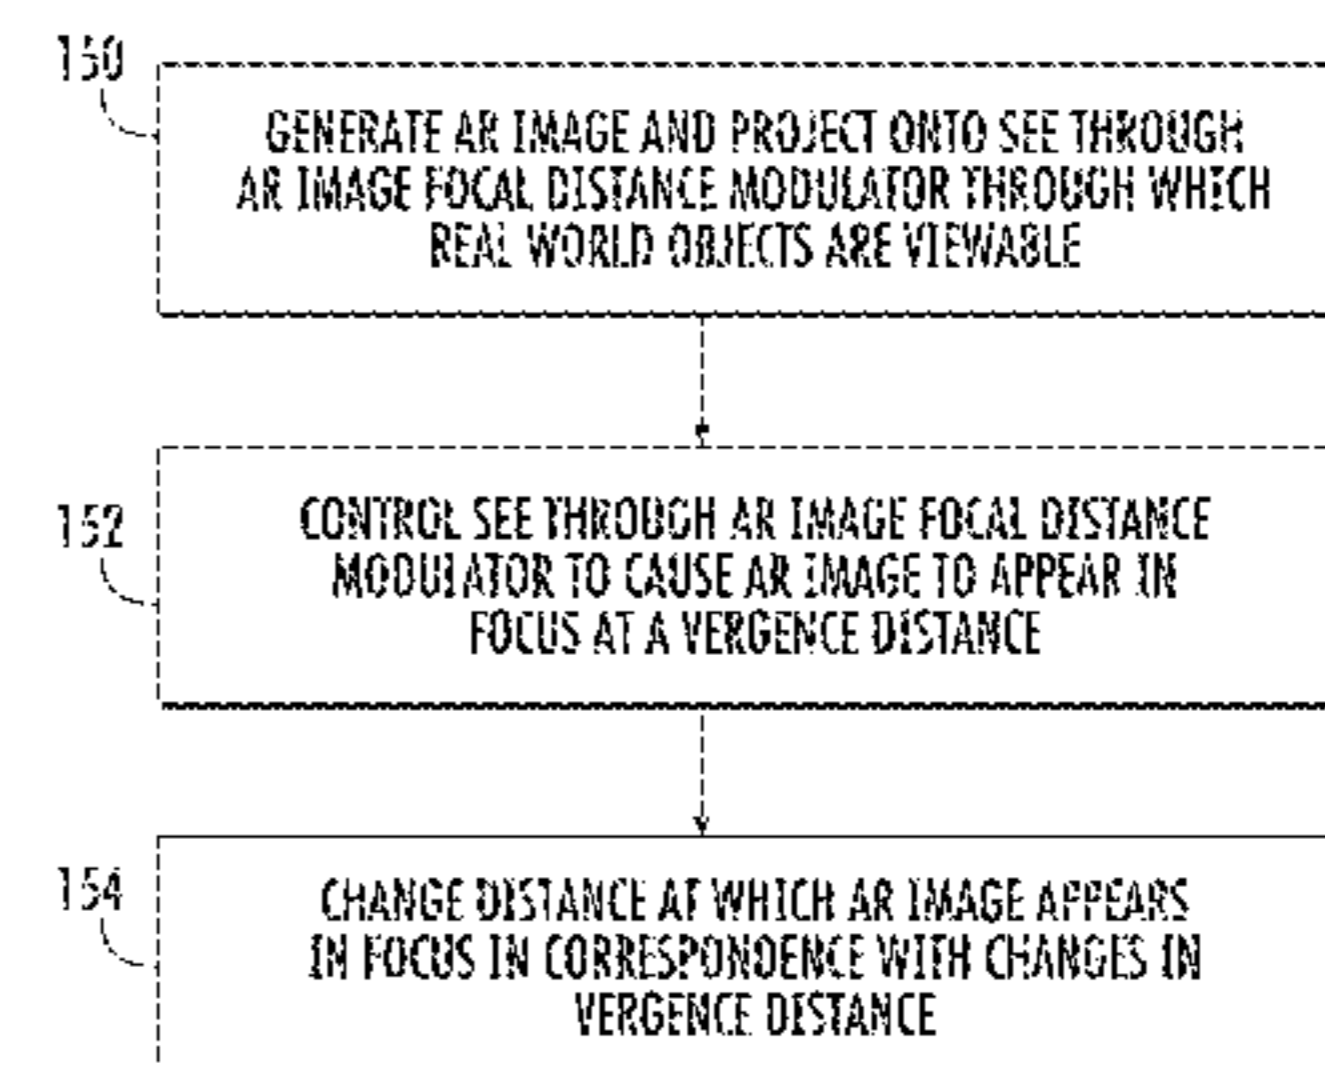 150
GENERATE AR IMAGE AND PROJECT ONTO SEE THROUGH
AR IMAGE FOCAL DISTANCE MODULATOR THROUGH WHICH
REAL WORLD OBJECTS ARE VIEWABLE
152
CONTROL SEE THROUGH AR IMAGE FOCAL DISTANCE
MODULATOR TO CAUSE AR IMAGE TO APPEAR IN
FOCUS AT A VERGENCE DISTANCE
154
CHANGE DISTANCE AT WHICH AR IMAGE APPEARS
IN FOCUS IN CORRESPONDENCE WITH CHANGES IN
VERGENCE DISTANCE